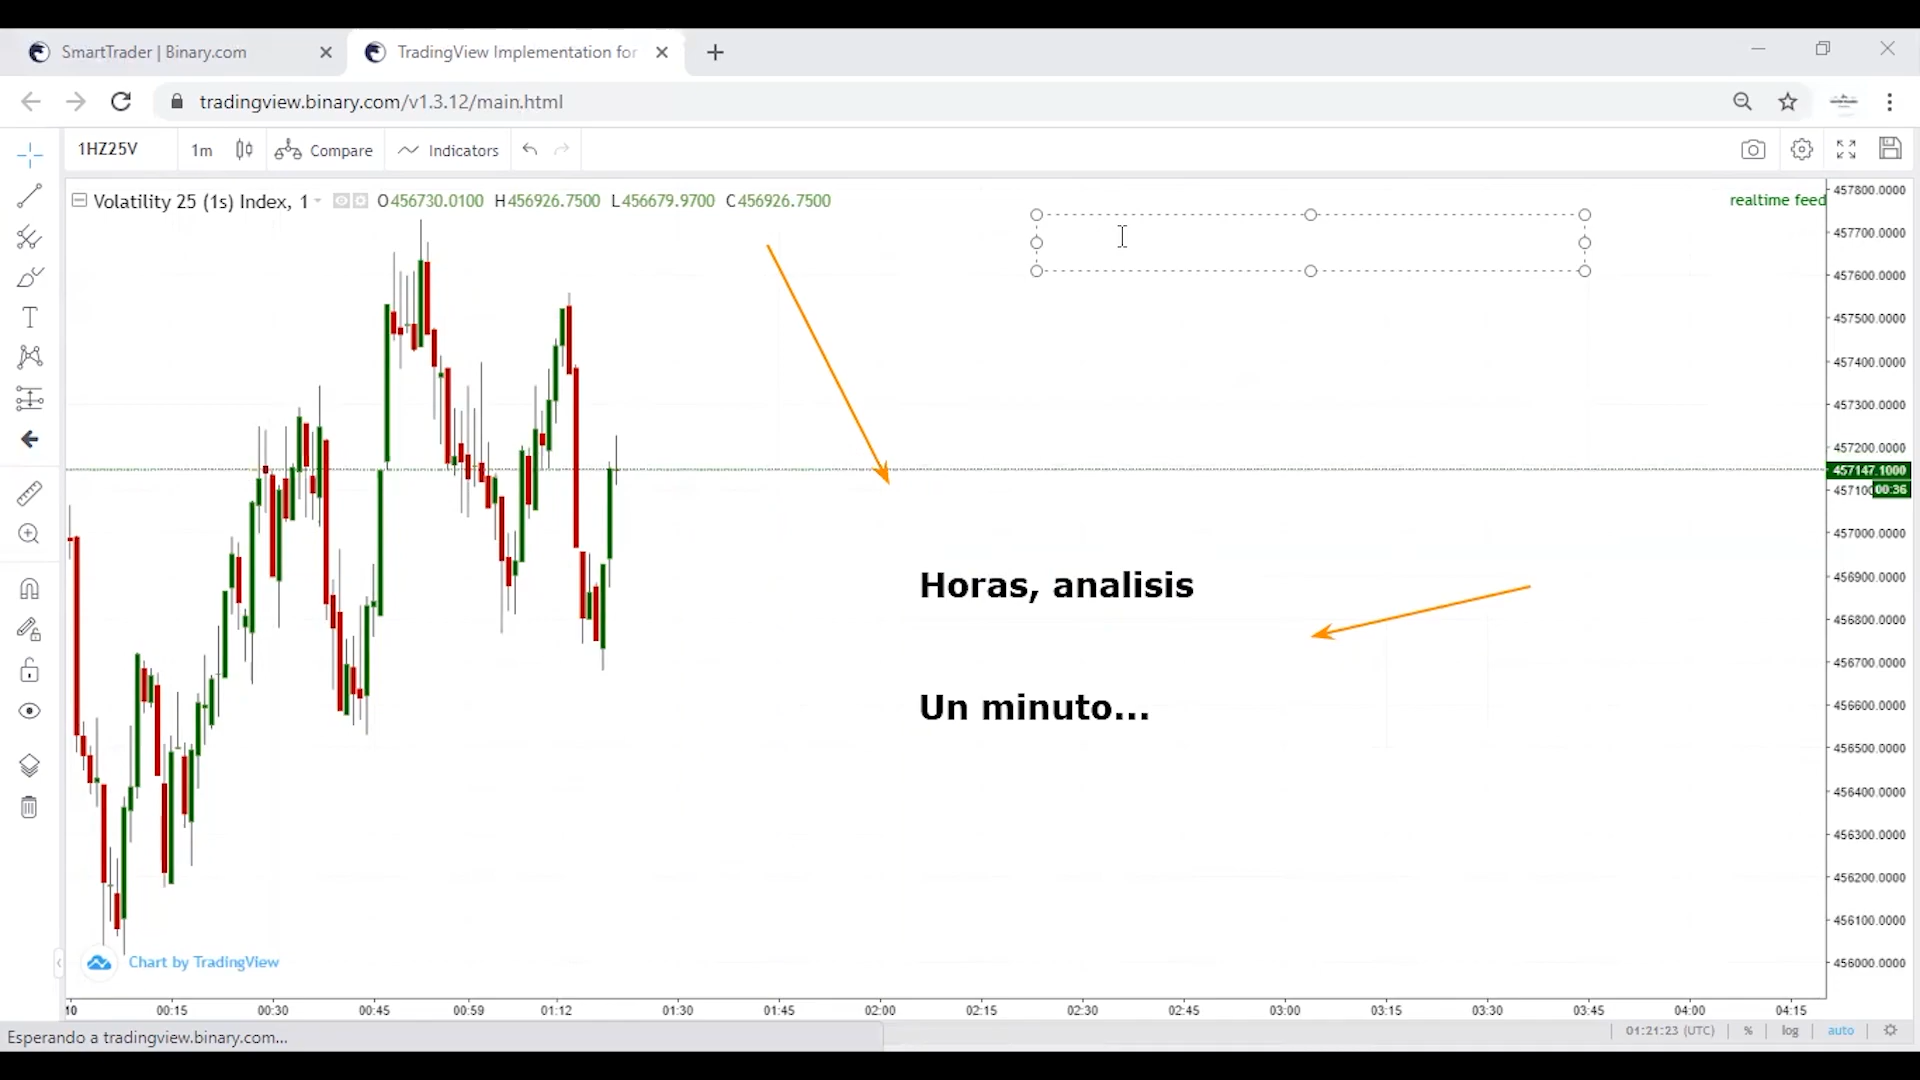 SmartTrader | Binary.com
TradingView Implementation for
tradingview.binary.com/v1.3.12/main.html
1HZ25V
1m
Compare
Indicators
Volatility 25 (1s) Index, 1
O456730.0100 H456926.7500 L456679.9700 C456926.7500
realtime feed
457800.0000
457700.0000
457600.0000
457500.0000
457400.0000
457300.0000
457200.0000
457147.1000
457100
00:36
457000.0000
456900.0000
456800.0000
456700.0000
456600.0000
456500.0000
456400.0000
456300.0000
456200.0000
456100.0000
456000.0000
Horas, analisis
Un minuto...
Chart by TradingView
10 00:15 00:30 00:45 00:59 01:12 01:30 01:45 02:00 02:15 02:30 02:45 03:00 03:15 03:30 03:45 04:00 04:15
Esperando a tradingview.binary.com...
01:21:23 (UTC) % log auto